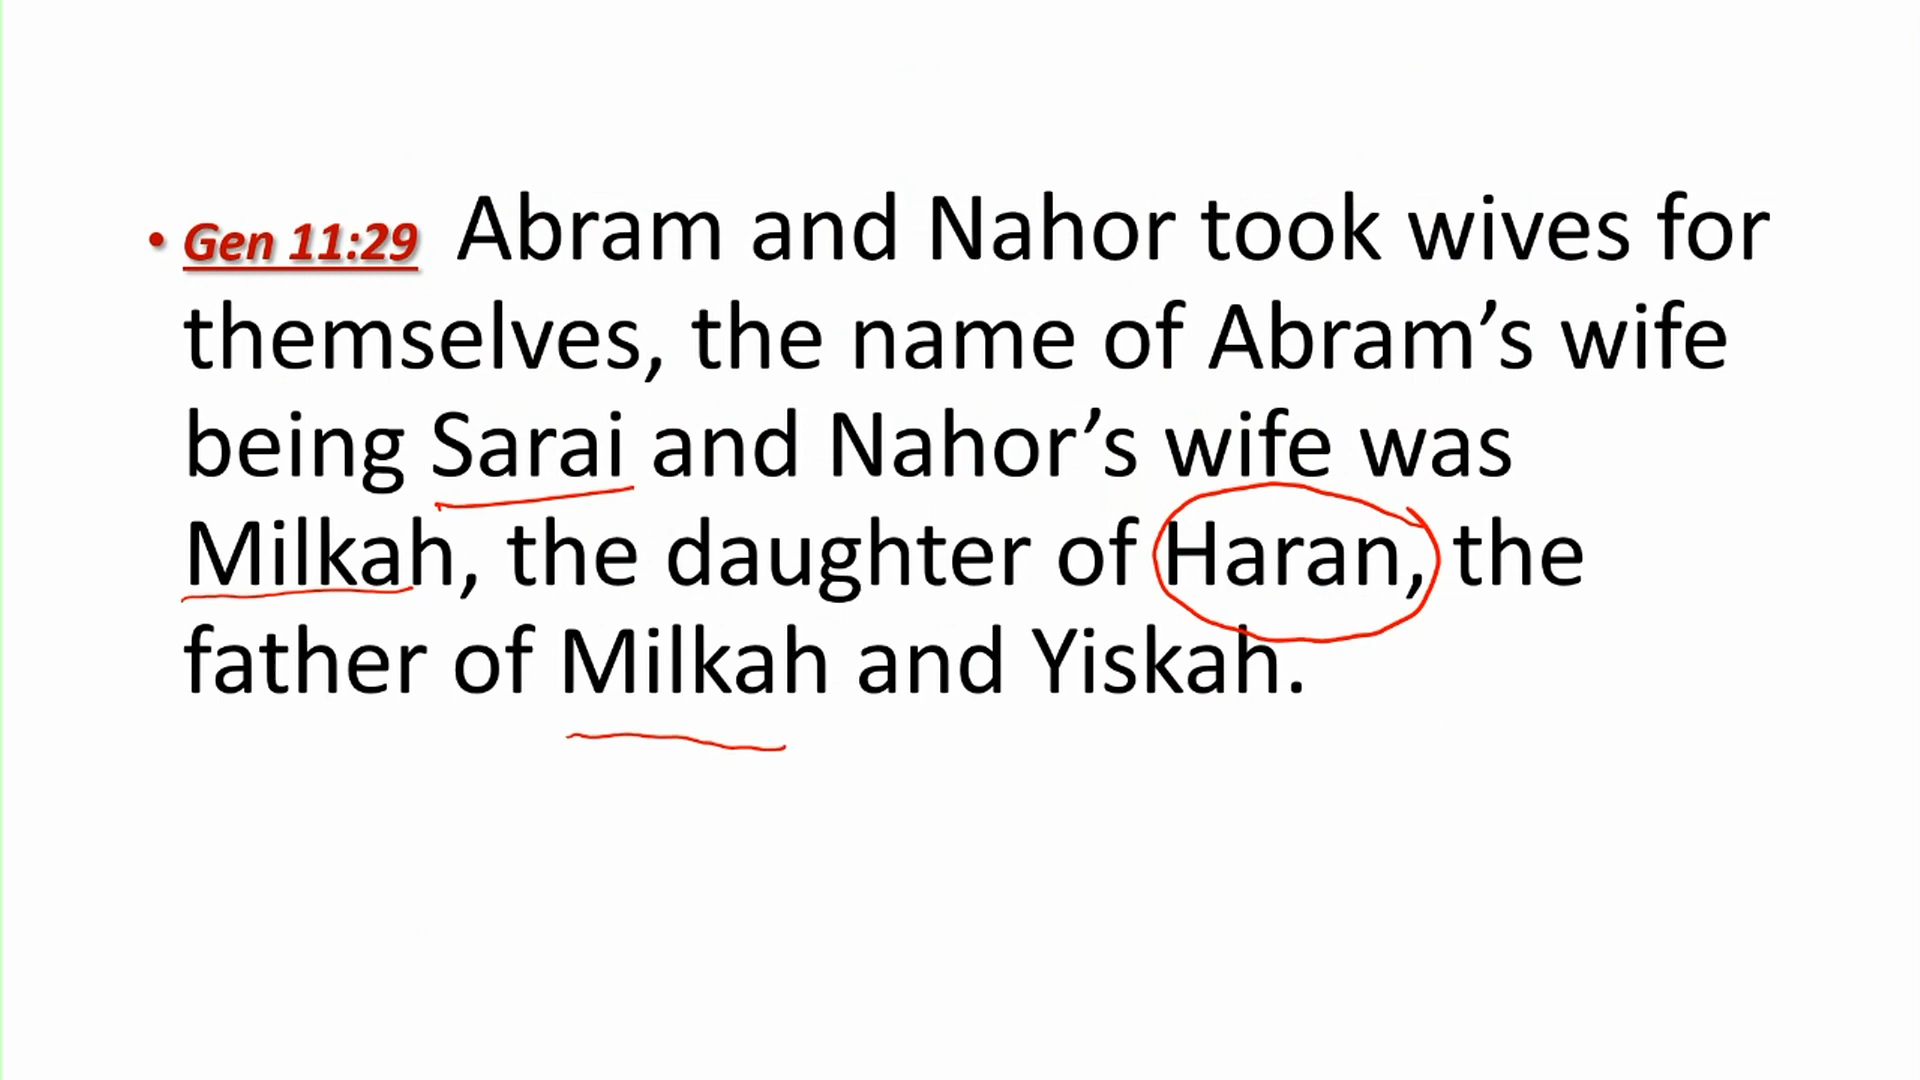 • Gen 11:29 Abram and Nahor took wives for
themselves, the name of Abram’s wife
being Sarai and Nahor’s wife was
Milkah, the daughter of Haran, the
father of Milkah and Yiskah.